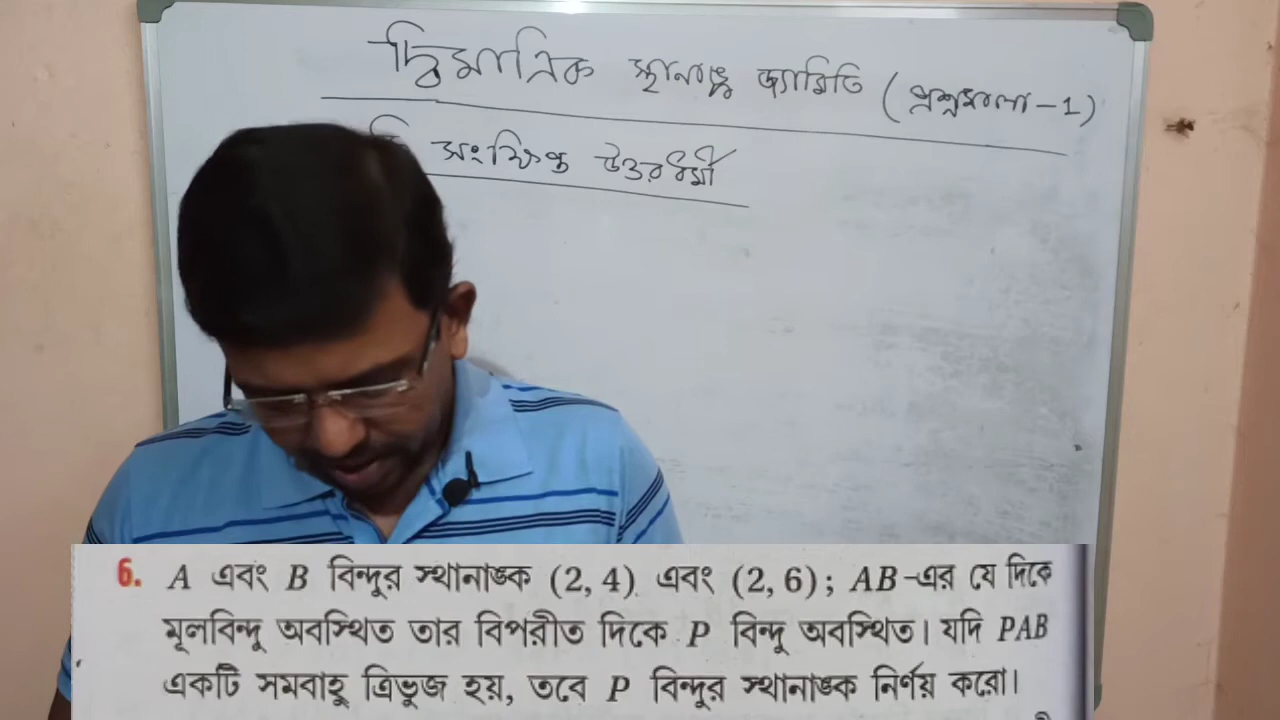 দ্বিমাত্রিক স্থানাঙ্ক জ্যামিতি (প্রশ্নমালা-1)
সংক্ষিপ্ত উত্তরধর্মী
6. A এবং B বিন্দুর স্থানাঙ্ক (2, 4) এবং (2, 6); AB-এর যে দিকে
মূলবিন্দু অবস্থিত তার বিপরীত দিকে P বিন্দু অবস্থিত। যদি PAB
একটি সমবাহু ত্রিভুজ হয়, তবে P বিন্দুর স্থানাঙ্ক নির্ণয় করো।